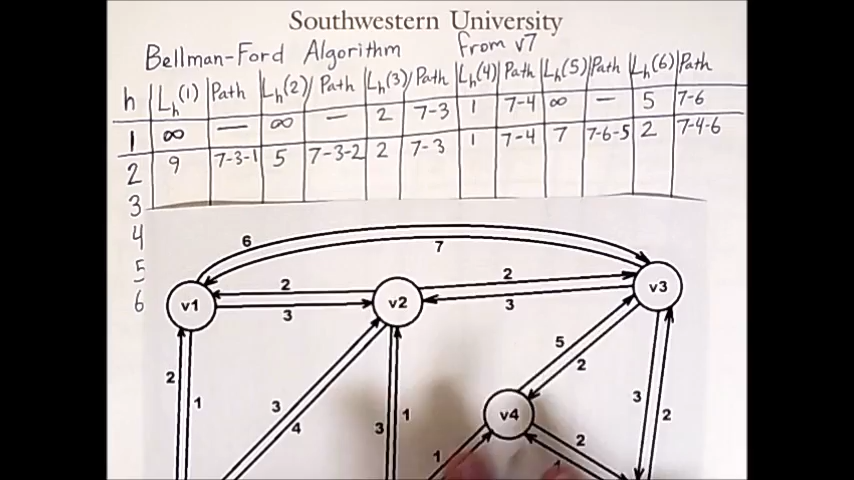 Southwestern University
Bellman-Ford Algorithm from v7
h Lh(1) Path Lh(2) Path Lh(3) Path Lh(4) Path Lh(5) Path Lh(6) Path
1 ∞ — ∞ — 2 7-3 1 7-4 ∞ — 5 7-6
2 9 7-3-1 5 7-3-2 2 7-3 1 7-4 7 7-6-5 2 7-4-6
3
4
5
6
6
7
v3
2
2
v1
v2
3
3
5
2
2
1
3
4
3
1
v4
3
2
1
2
1